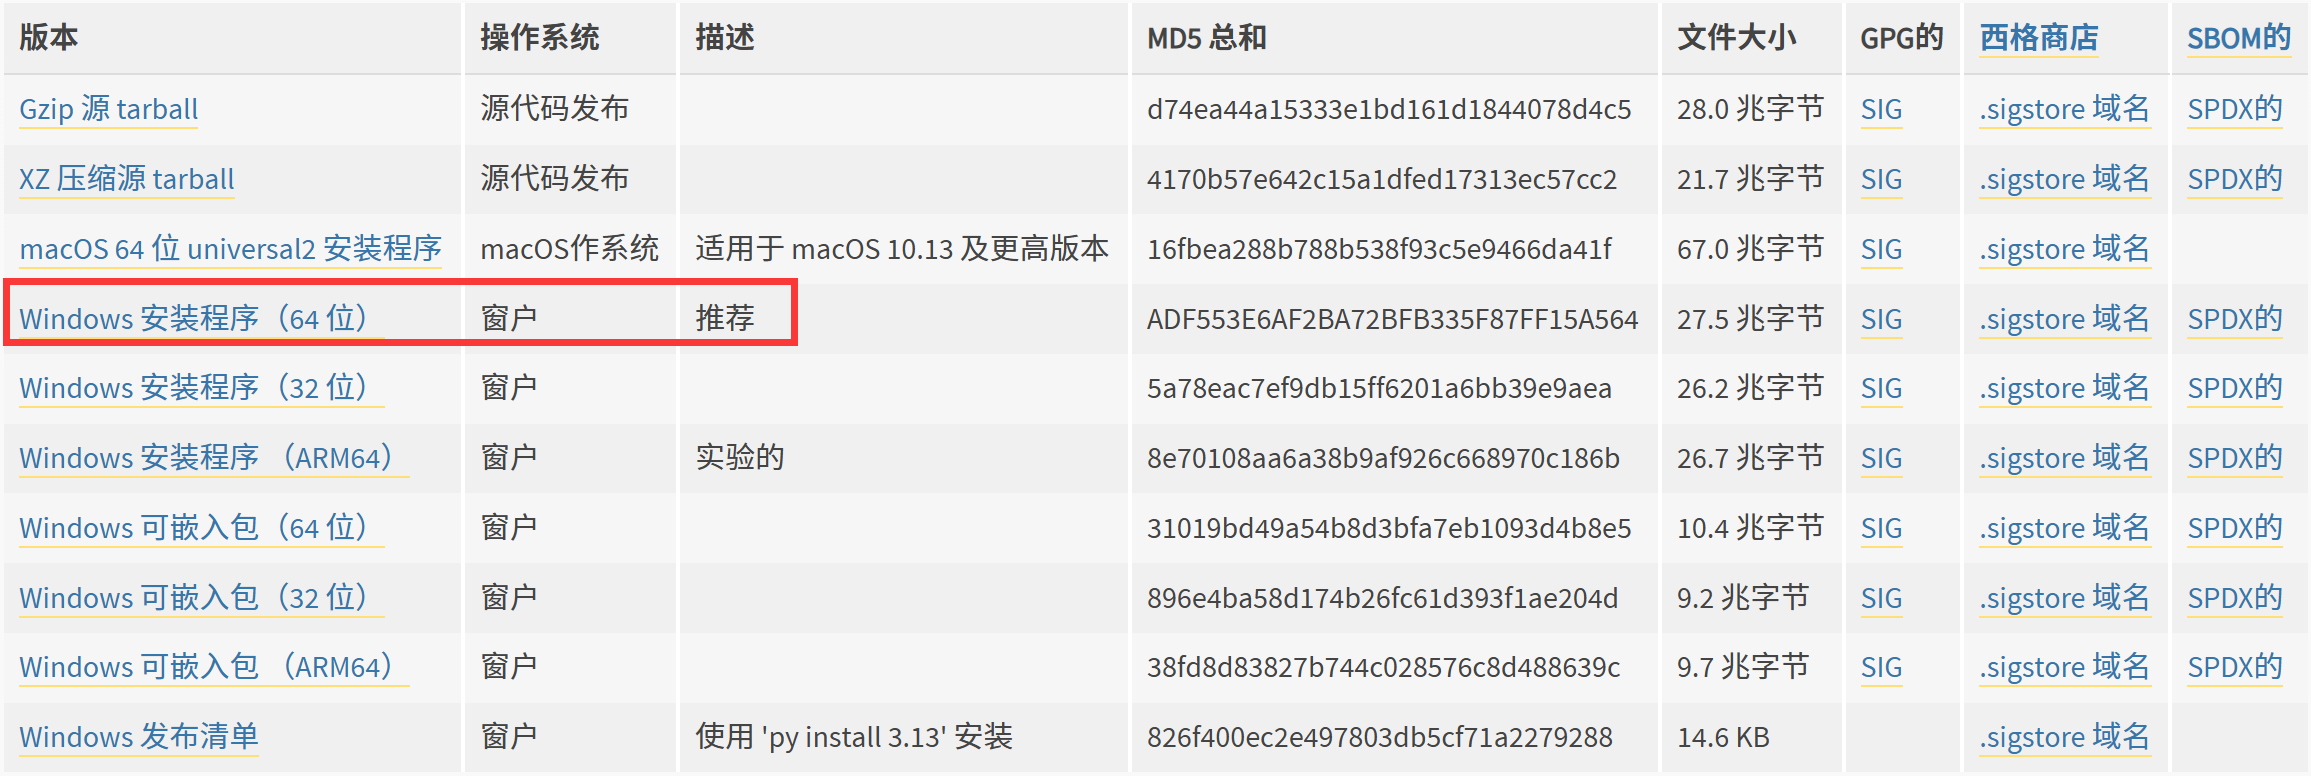 版本 操作系统 描述 MD5 总和 文件大小 GPG的 西格商店 SBOM的
Gzip 源 tarball 源代码发布 d74ea44a15333e1bd161d1844078d4c5 28.0 兆字节 SIG .sigstore 域名 SPDX的
XZ 压缩源 tarball 源代码发布 4170b57e642c15a1dfed17313ec57cc2 21.7 兆字节 SIG .sigstore 域名 SPDX的
macOS 64 位 universal2 安装程序 macOS作系统 适用于 macOS 10.13 及更高版本 16fbea288b788b538f93c5e9466da41f 67.0 兆字节 SIG .sigstore 域名
Windows 安装程序（64 位） 窗户 推荐 ADF553E6AF2BA72BFB335F87FF15A564 27.5 兆字节 SIG .sigstore 域名 SPDX的
Windows 安装程序（32 位） 窗户 5a78eac7ef9db15ff6201a6bb39e9aea 26.2 兆字节 SIG .sigstore 域名 SPDX的
Windows 安装程序 （ARM64） 窗户 实验的 8e70108aa6a38b9af926c668970c186b 26.7 兆字节 SIG .sigstore 域名 SPDX的
Windows 可嵌入包（64 位） 窗户 31019bd49a54b8d3bfa7eb1093d4b8e5 10.4 兆字节 SIG .sigstore 域名 SPDX的
Windows 可嵌入包（32 位） 窗户 896e4ba58d174b26fc61d393f1ae204d 9.2 兆字节 SIG .sigstore 域名 SPDX的
Windows 可嵌入包 （ARM64） 窗户 38fd8d83827b744c028576c8d488639c 9.7 兆字节 SIG .sigstore 域名 SPDX的
Windows 发布清单 窗户 使用 'py install 3.13' 安装 826f400ec2e497803db5cf71a2279288 14.6 KB .sigstore 域名